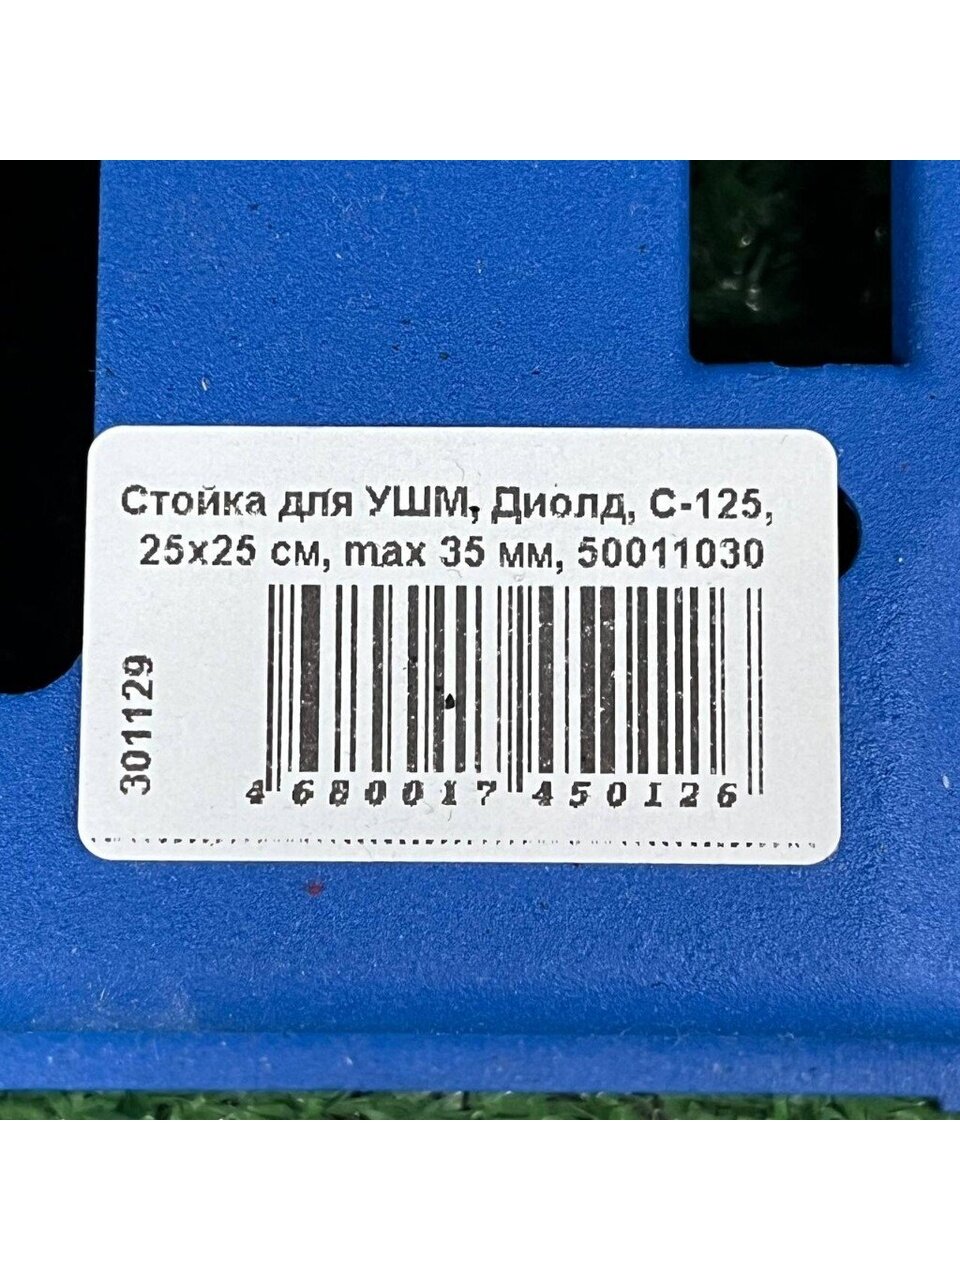 Стойка для УШМ, Диолд, С-125,
25х25 см, max 35 мм, 50011030
301129
4 680017 450126